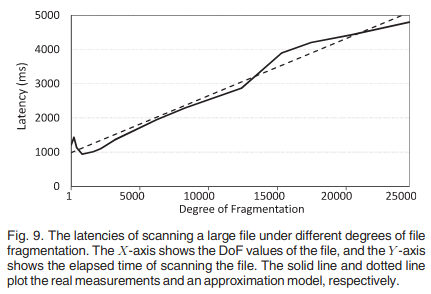 5000
4000
3000
2000
1000
0
Latency (ms)
1 5000 10000 15000 20000 25000
Degree of Fragmentation
Fig. 9. The latencies of scanning a large file under different degrees of file
fragmentation. The X-axis shows the DoF values of the file, and the Y-axis
shows the elapsed time of scanning the file. The solid line and dotted line
plot the real measurements and an approximation model, respectively.